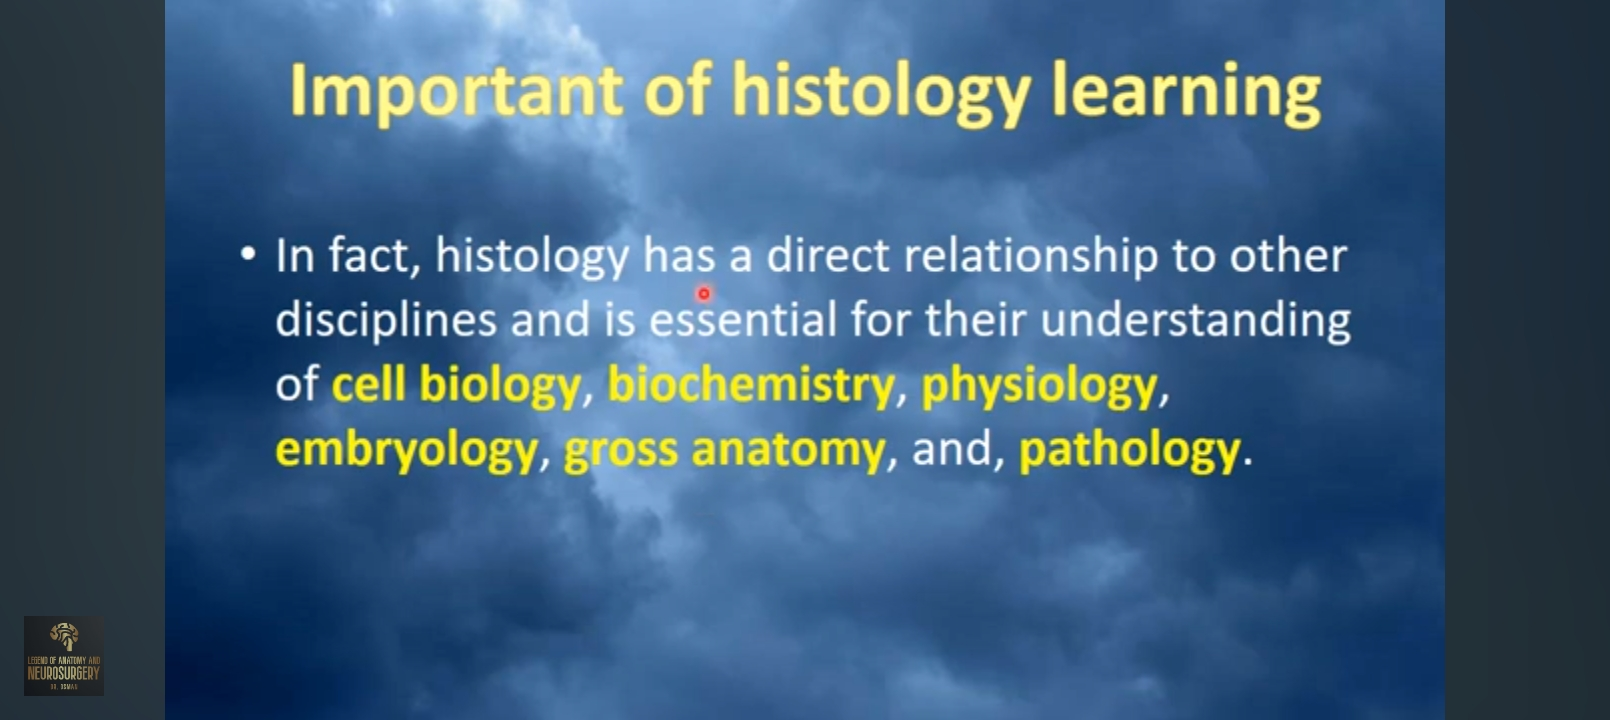 Important of histology learning
• In fact, histology has a direct relationship to other
disciplines and is essential for their understanding
of cell biology, biochemistry, physiology,
embryology, gross anatomy, and, pathology.
LEGEND OF ANATOMY AND
NEUROSURGERY